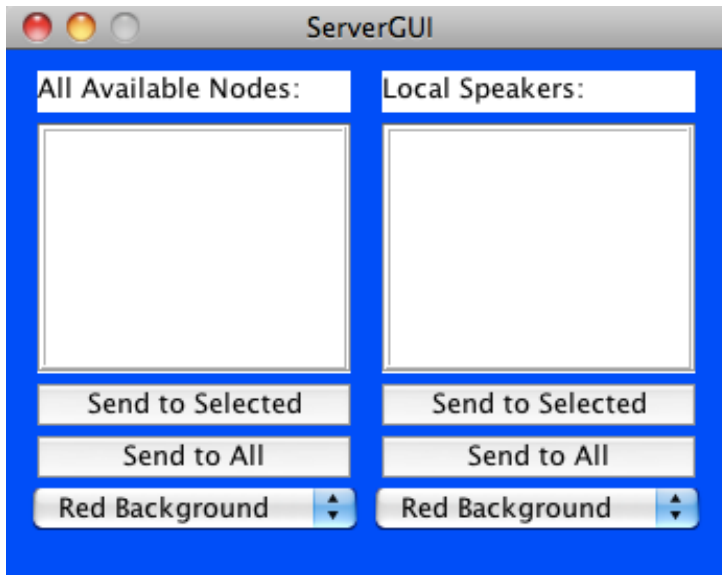 ServerGUI
All Available Nodes:
Local Speakers:
Send to Selected
Send to Selected
Send to All
Send to All
Red Background
Red Background